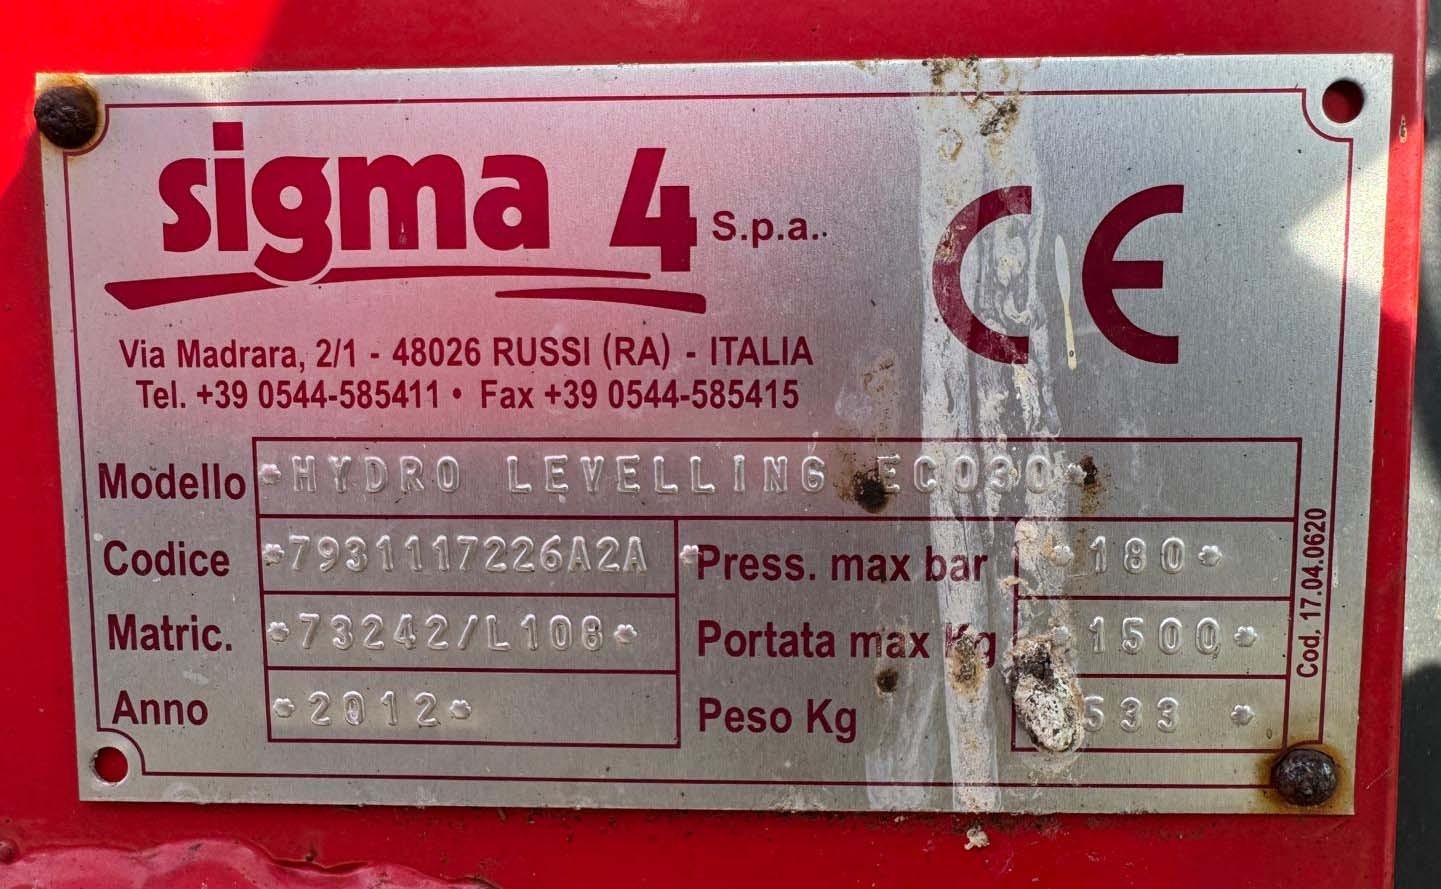 sigma 4 S.p.a.
CE
Via Madrara, 2/1 - 48026 RUSSI (RA) - ITALIA
Tel. +39 0544-585411 • Fax +39 0544-585415
Modello *HYDRO LEVELLING ECO30*
Codice *7931117226A2A * Press. max bar *180*
Matric. *73242/L108* Portata max Kg *1500*
Anno *2012* Peso Kg 533 *
Cod. 17.04.0620